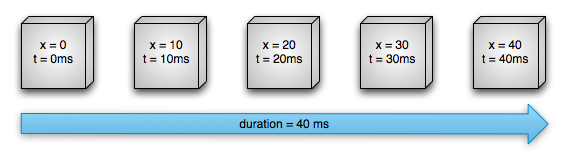 x = 0
t = 0ms
x = 10
t = 10ms
x = 20
t = 20ms
x = 30
t = 30ms
x = 40
t = 40ms
duration = 40 ms